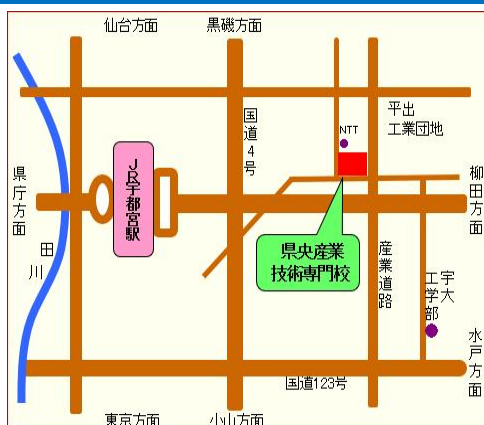 仙台方面
黒磯方面
国道4号
平出
工業団地
NTT
県庁方面
JR宇都宮駅
柳田方面
県央産業
技術専門校
田川
産業道路
宇大
工学部
水戸方面
国道123号
東京方面
小山方面